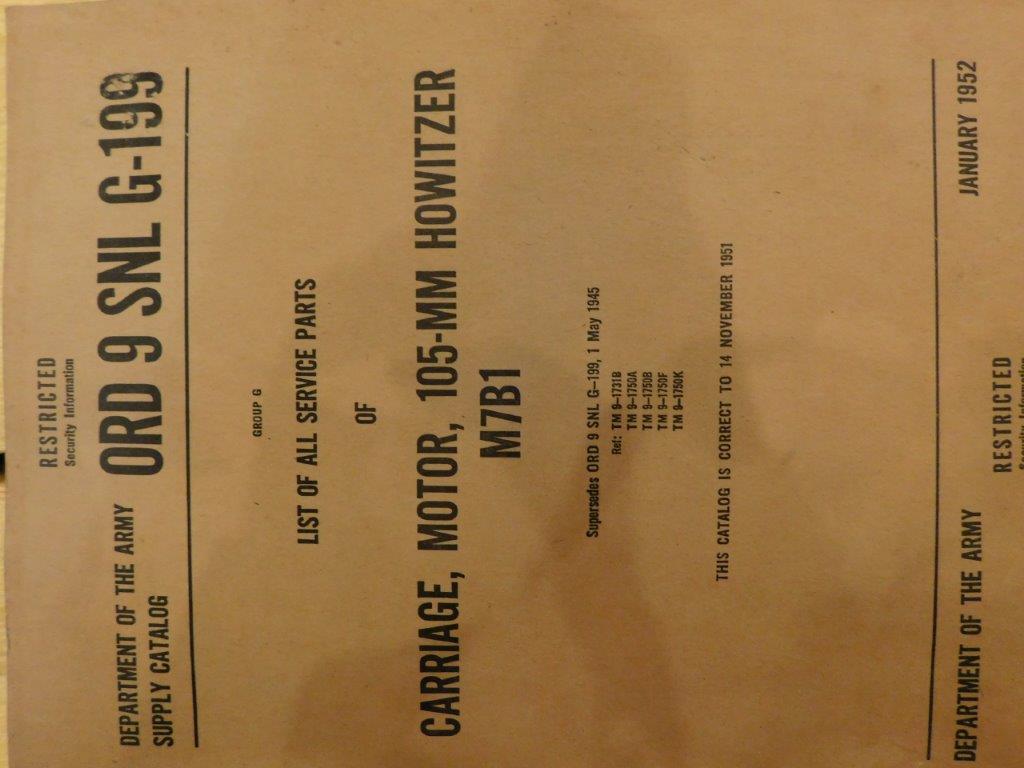 RESTRICTED
Security Information
DEPARTMENT OF THE ARMY
SUPPLY CATALOG
ORD 9 SNL G-199
GROUP G
LIST OF ALL SERVICE PARTS
OF
CARRIAGE, MOTOR, 105-MM HOWITZER
M7B1
Supersedes ORD 9 SNL G-199, 1 May 1945
Ref: TM 9-1731B
TM 9-1750A
TM 9-1750B
TM 9-1750F
TM 9-1750K
THIS CATALOG IS CORRECT TO 14 NOVEMBER 1951
DEPARTMENT OF THE ARMY
JANUARY 1952
RESTRICTED
Security Information